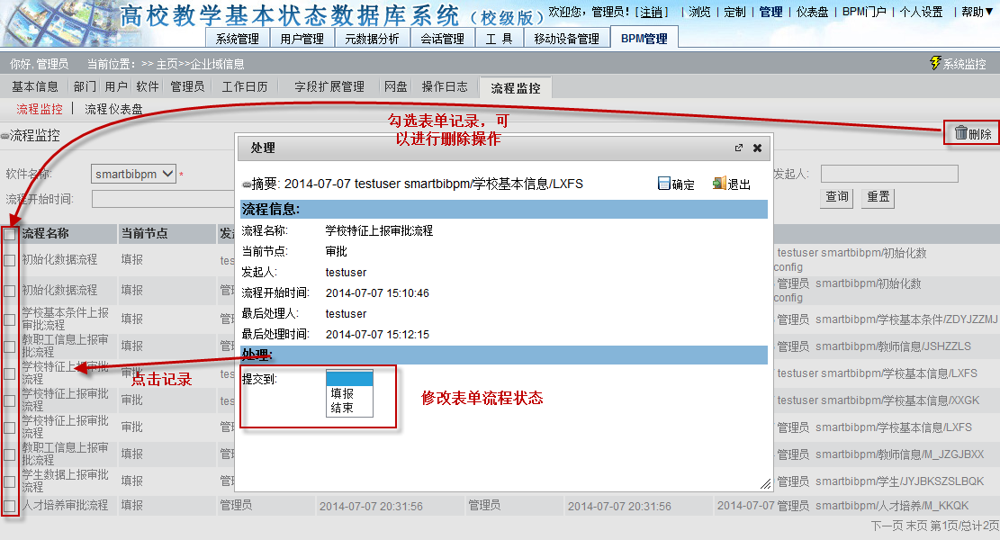 高校教学基本状态数据库系统（校级版）
欢迎您，管理员！[注销] | 浏览 | 定制 | 管理 | 仪表盘 | BPM门户 | 个人设置 | 帮助▼
系统管理 用户管理 元数据分析 会话管理 工 具 移动设备管理 BPM管理
你好, 管理员 当前位置：>> 主页>>企业域信息 系统监控
基本信息 部门 用户 软件 管理员 工作日历 字段扩展管理 网盘 操作日志 流程监控
流程监控 | 流程仪表盘
勾选表单记录，可
以进行删除操作
流程监控 删除
软件名称: smartbibpm * 发起人:
流程开始时间: 查询 重置
处理
摘要: 2014-07-07 testuser smartbibpm/学校基本信息/LXFS 确定 退出
流程信息:
流程名称: 学校特征上报审批流程
当前节点: 审批
发起人: testuser
流程开始时间: 2014-07-07 15:10:46
最后处理人: testuser
最后处理时间: 2014-07-07 15:12:15
处理:
提交到:
填报
结束
修改表单流程状态
点击记录
流程名称 当前节点
初始化数据流程 填报 testuser smartbibpm/初始化数
config
初始化数据流程 填报 管理员 smartbibpm/初始化数
config
学校基本条件上报
审批流程 填报 管理员 smartbibpm/学校基本条件/ZDYJZZMJ
教职工信息上报审
批流程 填报 管理员 smartbibpm/教师信息/JSHZZLS
学校特征上报审批
流程 审批 testuser smartbibpm/学校基本信息/LXFS
学校特征上报审批
流程 审批 testuser smartbibpm/学校基本信息/XXGK
学校特征上报审批
流程 审批 管理员 smartbibpm/学校基本信息/LXFS
教职工信息上报审
批流程 填报 管理员 smartbibpm/教师信息/M_JZGJBXX
学生数据上报审批
流程 填报 管理员 smartbibpm/学生/JYJBKSZSLBQK
人才培养审批流程 填报 管理员 2014-07-07 20:31:56 管理员 2014-07-07 20:31:56 2014-07-07 管理员 smartbibpm/人才培养/M_KKQK
下一页 末页 第1页/总计2页